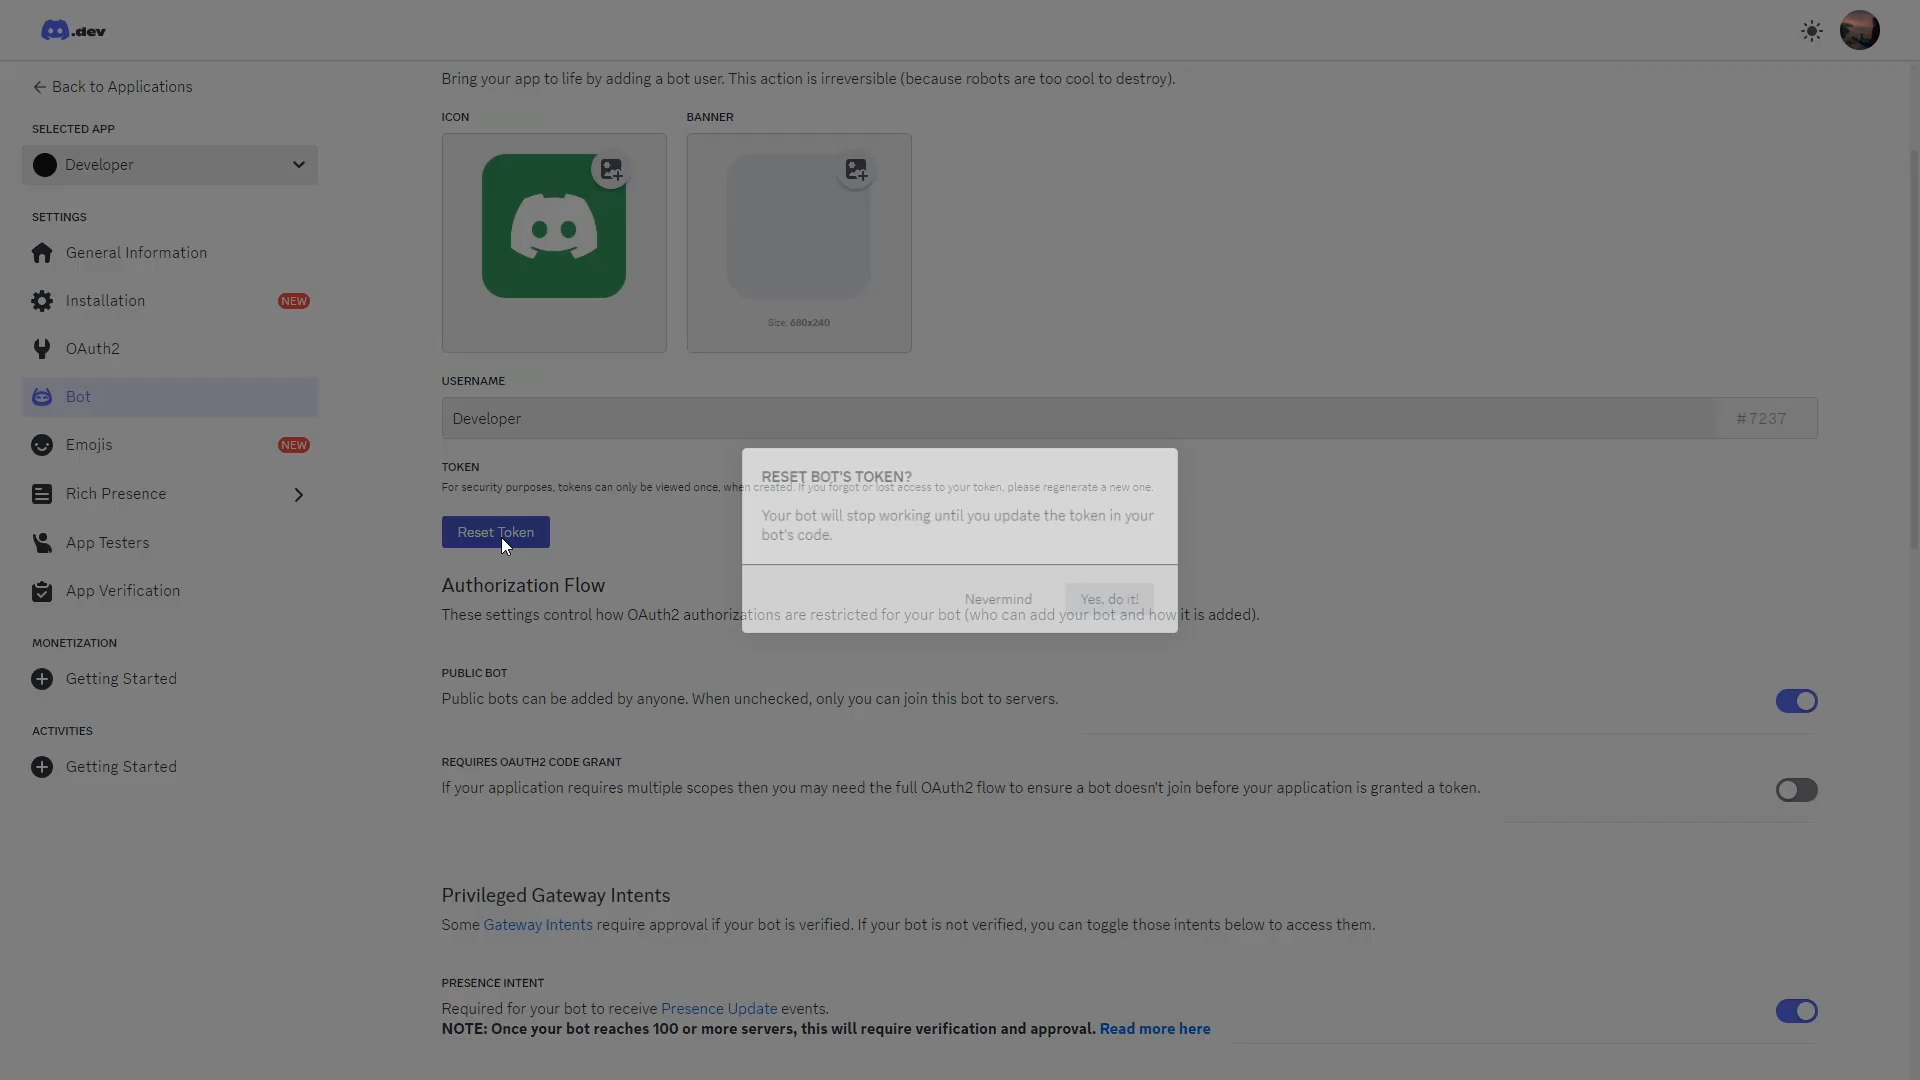 .dev
Back to Applications
SELECTED APP
Developer
SETTINGS
General Information
Installation
NEW
OAuth2
Bot
Emojis
NEW
Rich Presence
App Testers
App Verification
MONETIZATION
Getting Started
ACTIVITIES
Getting Started
Bring your app to life by adding a bot user. This action is irreversible (because robots are too cool to destroy).
ICON
BANNER
Size: 680x240
USERNAME
Developer
#7237
TOKEN
For security purposes, tokens can only be viewed once, when created. If you forgot or lost access to your token, please regenerate a new one.
Reset Token
RESET BOT'S TOKEN?
Your bot will stop working until you update the token in your
bot's code.
Nevermind
Yes, do it!
Authorization Flow
These settings control how OAuth2 authorizations are restricted for your bot (who can add your bot and how it is added).
PUBLIC BOT
Public bots can be added by anyone. When unchecked, only you can join this bot to servers.
REQUIRES OAUTH2 CODE GRANT
If your application requires multiple scopes then you may need the full OAuth2 flow to ensure a bot doesn't join before your application is granted a token.
Privileged Gateway Intents
Some Gateway Intents require approval if your bot is verified. If your bot is not verified, you can toggle those intents below to access them.
PRESENCE INTENT
Required for your bot to receive Presence Update events.
NOTE: Once your bot reaches 100 or more servers, this will require verification and approval. Read more here